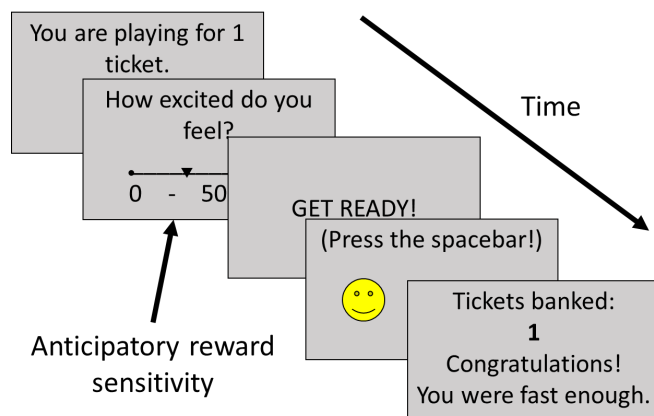 You are playing for 1
ticket.
How excited do you
feel?
0 - 50
GET READY!
(Press the spacebar!)
Tickets banked:
1
Congratulations!
You were fast enough.
Time
Anticipatory reward
sensitivity